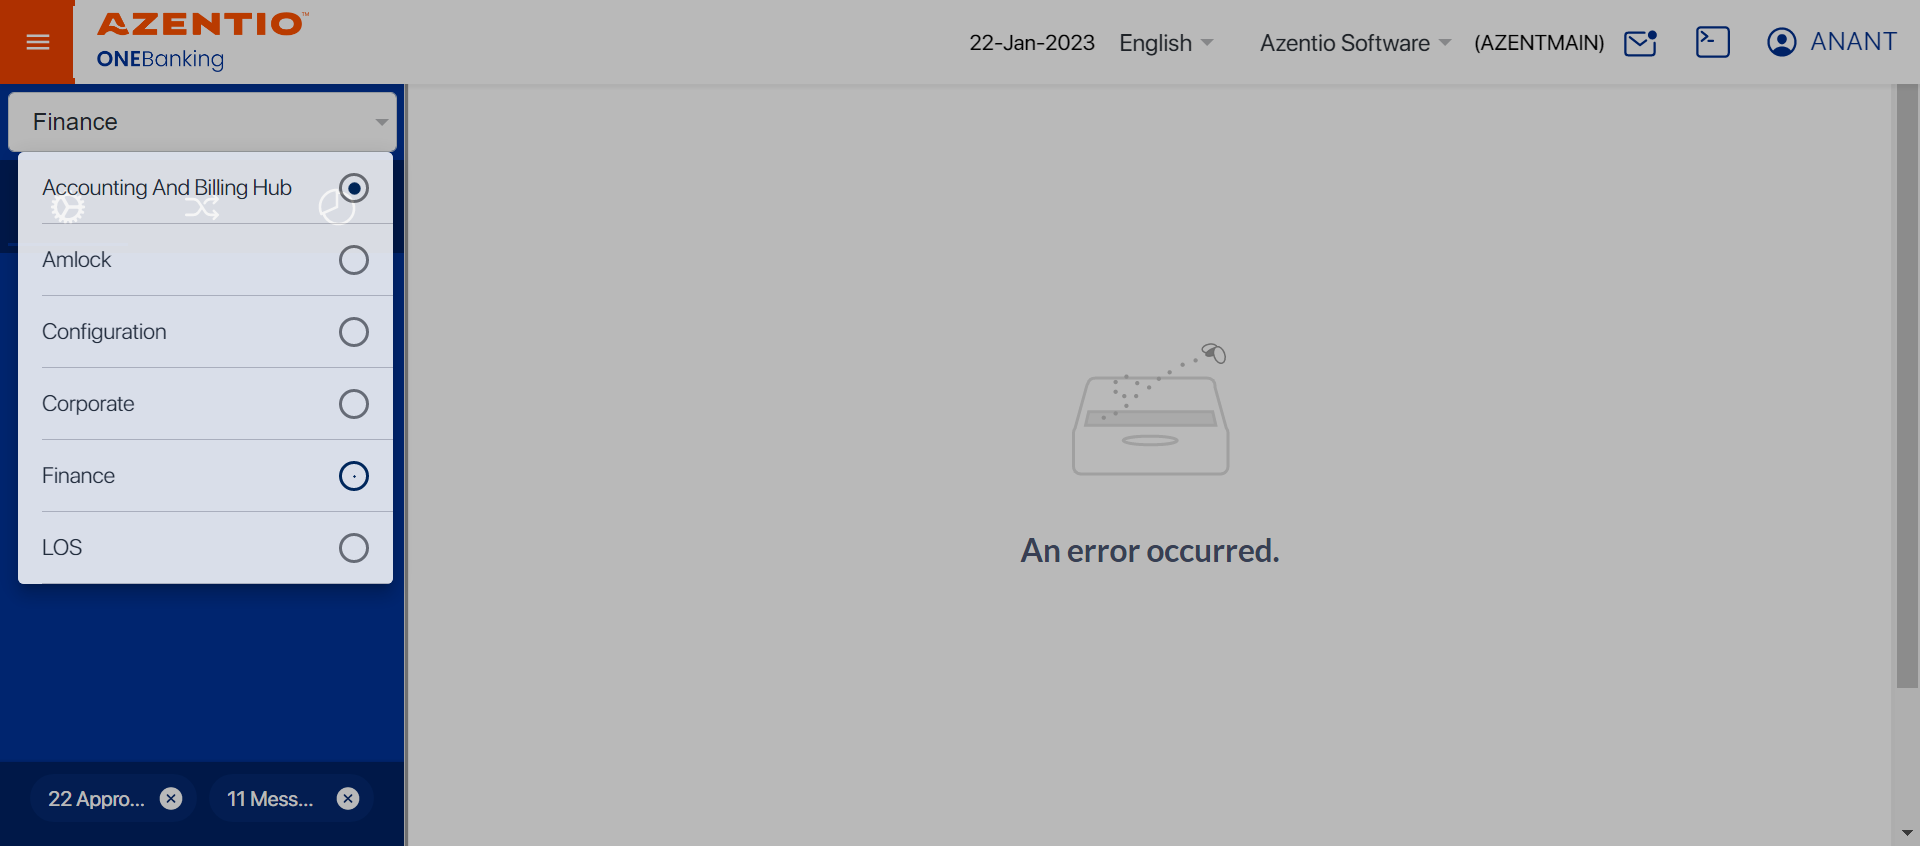 AZENTIO™
ONEBanking
22-Jan-2023 English Azentio Software (AZENTMAIN) ANANT
Finance
Accounting And Billing Hub
Amlock
Configuration
Corporate
Finance
LOS
An error occurred.
22 Appro... 11 Mess...